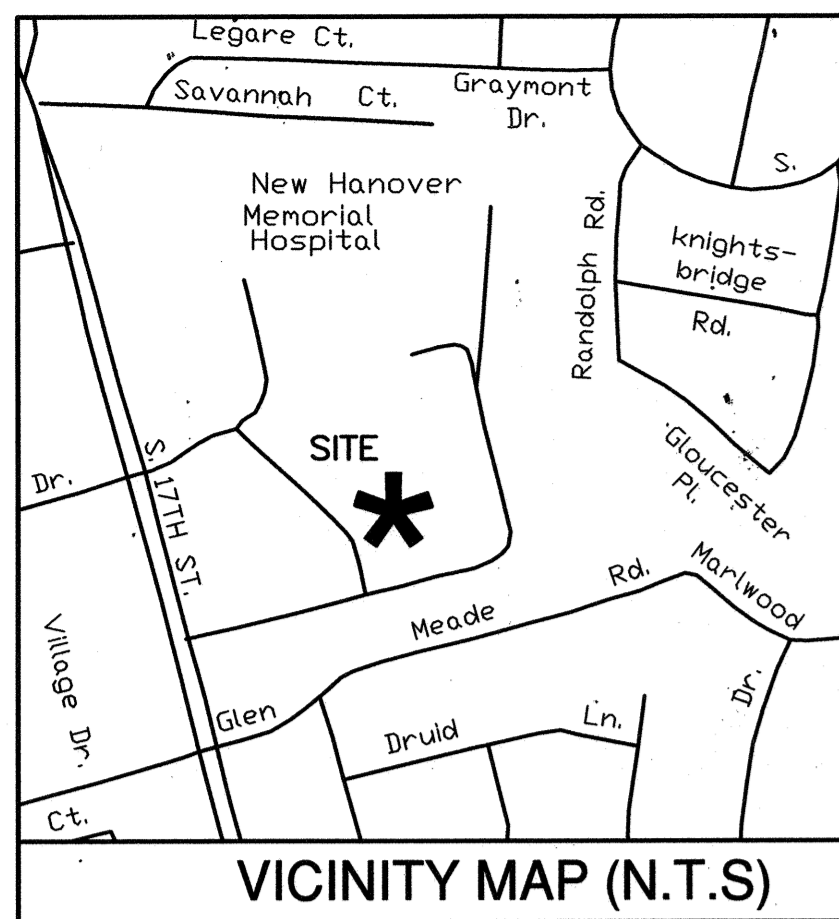 Legare Ct.
Savannah Ct.
Graymont
Dr.
S.
New Hanover
Memorial
Hospital
Randolph Rd.
knights-
bridge
Rd.
SITE
Dr.
S. 17TH ST.
Gloucester
Pl.
Marlwood
Dr.
Meade Rd.
Glen
Village Dr.
Druid Ln.
Ct.
VICINITY MAP (N.T.S)